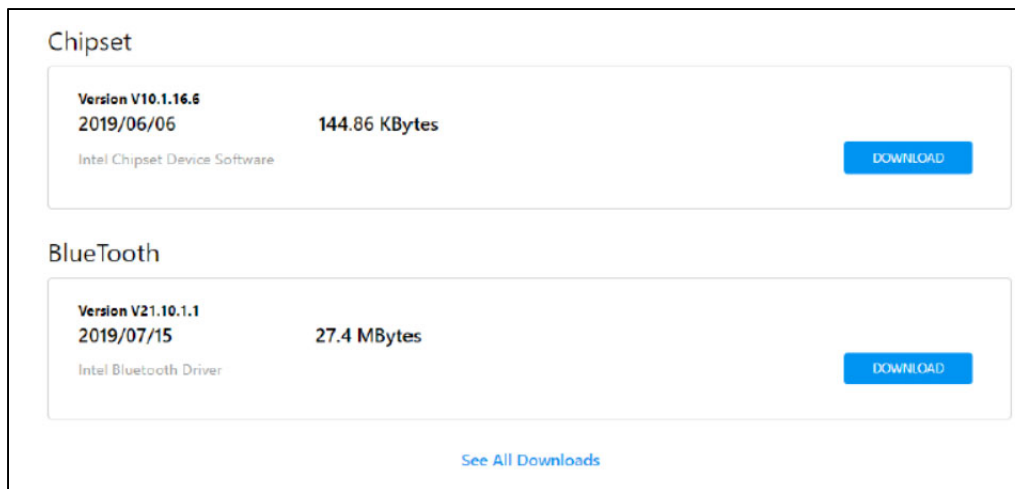 Chipset
Version V10.1.16.6
2019/06/06 144.86 KBytes
Intel Chipset Device Software
DOWNLOAD
BlueTooth
Version V21.10.1.1
2019/07/15 27.4 MBytes
Intel Bluetooth Driver
DOWNLOAD
See All Downloads